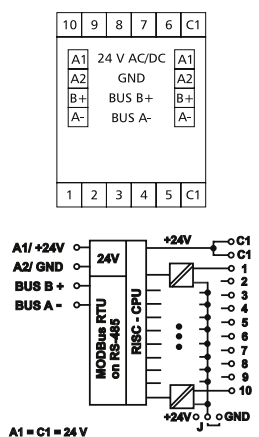 10 9 8 7 6 C1
A1 24 V AC/DC A1
A2 GND A2
B+ BUS B+ B+
A- BUS A- A-
1 2 3 4 5 C1
A1/ +24V
A2/ GND
BUS B +
BUS A -
24V
MODBus RTU
on RS-485
RISC - CPU
+24V
C1
C1
1
2
3
4
5
6
7
8
9
10
+24V J GND
A1 = C1 = 24 V